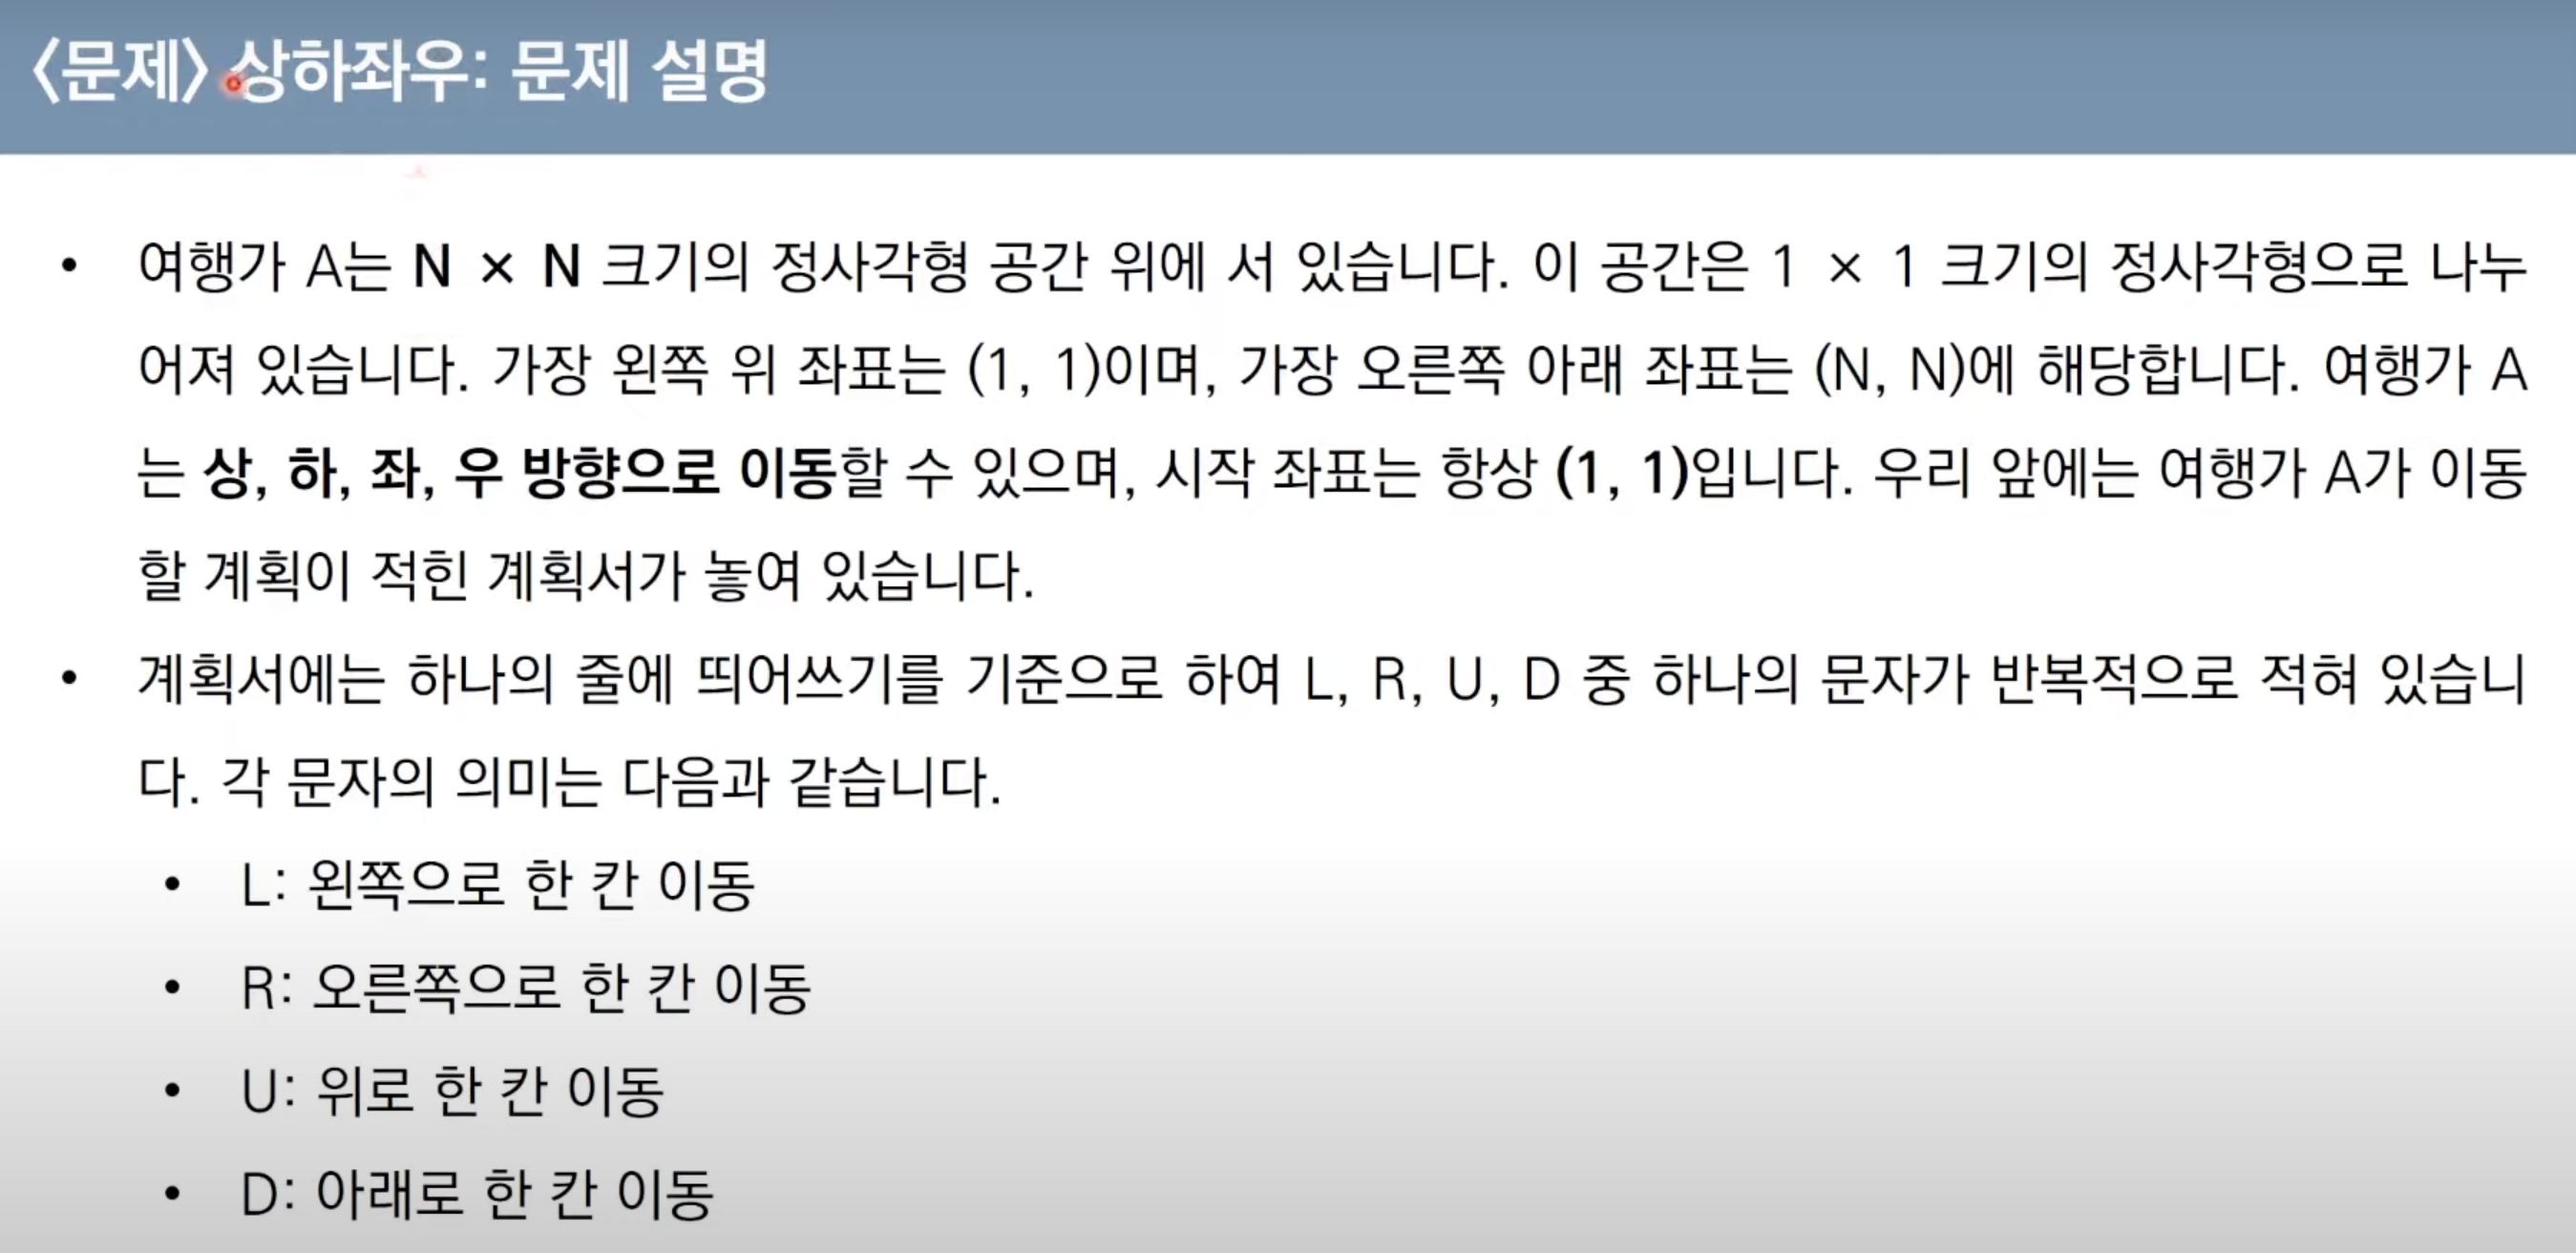 〈문제〉 상하좌우: 문제 설명
• 여행가 A는 N × N 크기의 정사각형 공간 위에 서 있습니다. 이 공간은 1 × 1 크기의 정사각형으로 나누
어져 있습니다. 가장 왼쪽 위 좌표는 (1, 1)이며, 가장 오른쪽 아래 좌표는 (N, N)에 해당합니다. 여행가 A
는 상, 하, 좌, 우 방향으로 이동할 수 있으며, 시작 좌표는 항상 (1, 1)입니다. 우리 앞에는 여행가 A가 이동
할 계획이 적힌 계획서가 놓여 있습니다.
• 계획서에는 하나의 줄에 띄어쓰기를 기준으로 하여 L, R, U, D 중 하나의 문자가 반복적으로 적혀 있습니
다. 각 문자의 의미는 다음과 같습니다.
• L: 왼쪽으로 한 칸 이동
• R: 오른쪽으로 한 칸 이동
• U: 위로 한 칸 이동
• D: 아래로 한 칸 이동